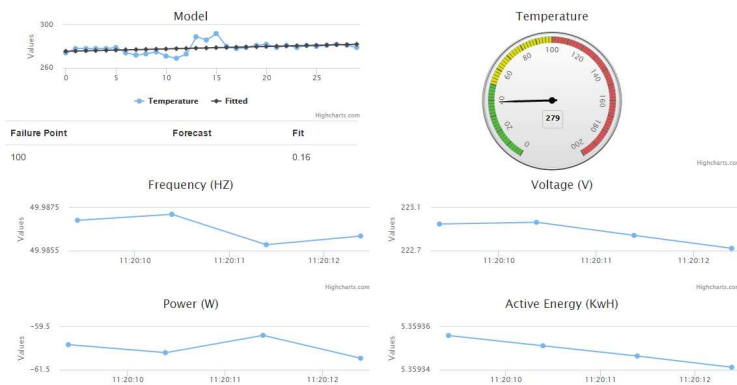 Model
300
Values
260
0 5 10 15 20 25
Temperature Fitted
Highcharts.com
Failure Point Forecast Fit
100 0.16
Temperature
0 20 40 60 80 100 120 140 160 180 200
279
Highcharts.com
Frequency (HZ)
49.9875
Values
49.9855
11:20:10 11:20:11 11:20:12
Highcharts.com
Voltage (V)
223.1
Values
222.7
11:20:10 11:20:11 11:20:12
Highcharts.com
Power (W)
-59.5
Values
-61.5
11:20:10 11:20:11 11:20:12
Active Energy (KwH)
5.35936
Values
5.35934
11:20:10 11:20:11 11:20:12